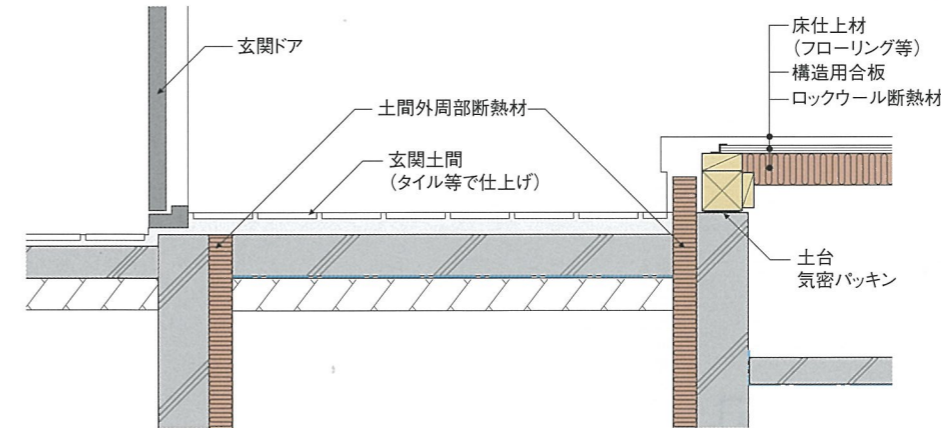 玄関ドア
土間外周部断熱材
玄関土間
（タイル等で仕上げ）
床仕上材
（フローリング等）
構造用合板
ロックウール断熱材
土台
気密パッキン